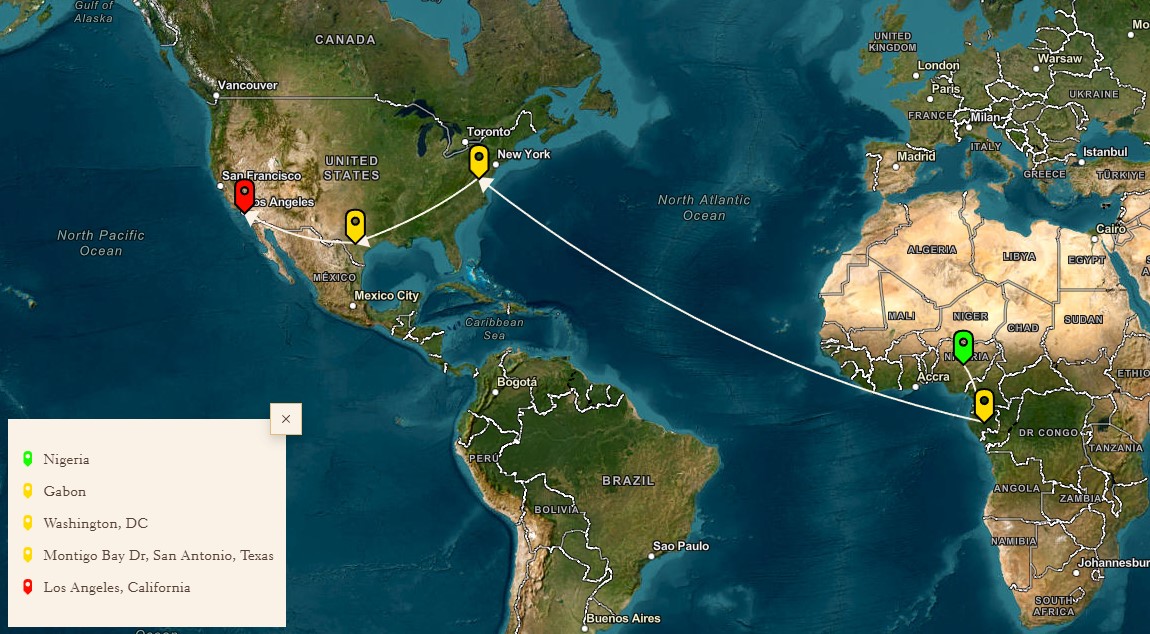 Gulf of
Alaska
CANADA
UNITED
KINGDOM
London
Warsaw
Vancouver
Paris
UKRAINE
FRANCE
Milan
Toronto
New York
ITALY
Istanbul
Madrid
GREECE
TÜRKIYE
UNITED
STATES
San Francisco
os Angeles
North Atlantic
Ocean
North Pacific
Ocean
Cairo
ALGERIA
LIBYA
EGYPT
MÉXICO
Mexico City
MALI
NIGER
CHAD
SUDAN
Caribbean
Sea
Accra
ETHIO
Bogotá
DR CONGO
TANZANIA
PERÚ
BRAZIL
ANGOLA
ZAMBIA
BOLIVIA
NAMIBIA
Sao Paulo
Johannesbur
SOUTH
AFRICA
Buenos Aires
×
Nigeria
Gabon
Washington, DC
Montigo Bay Dr, San Antonio, Texas
Los Angeles, California
Ocean